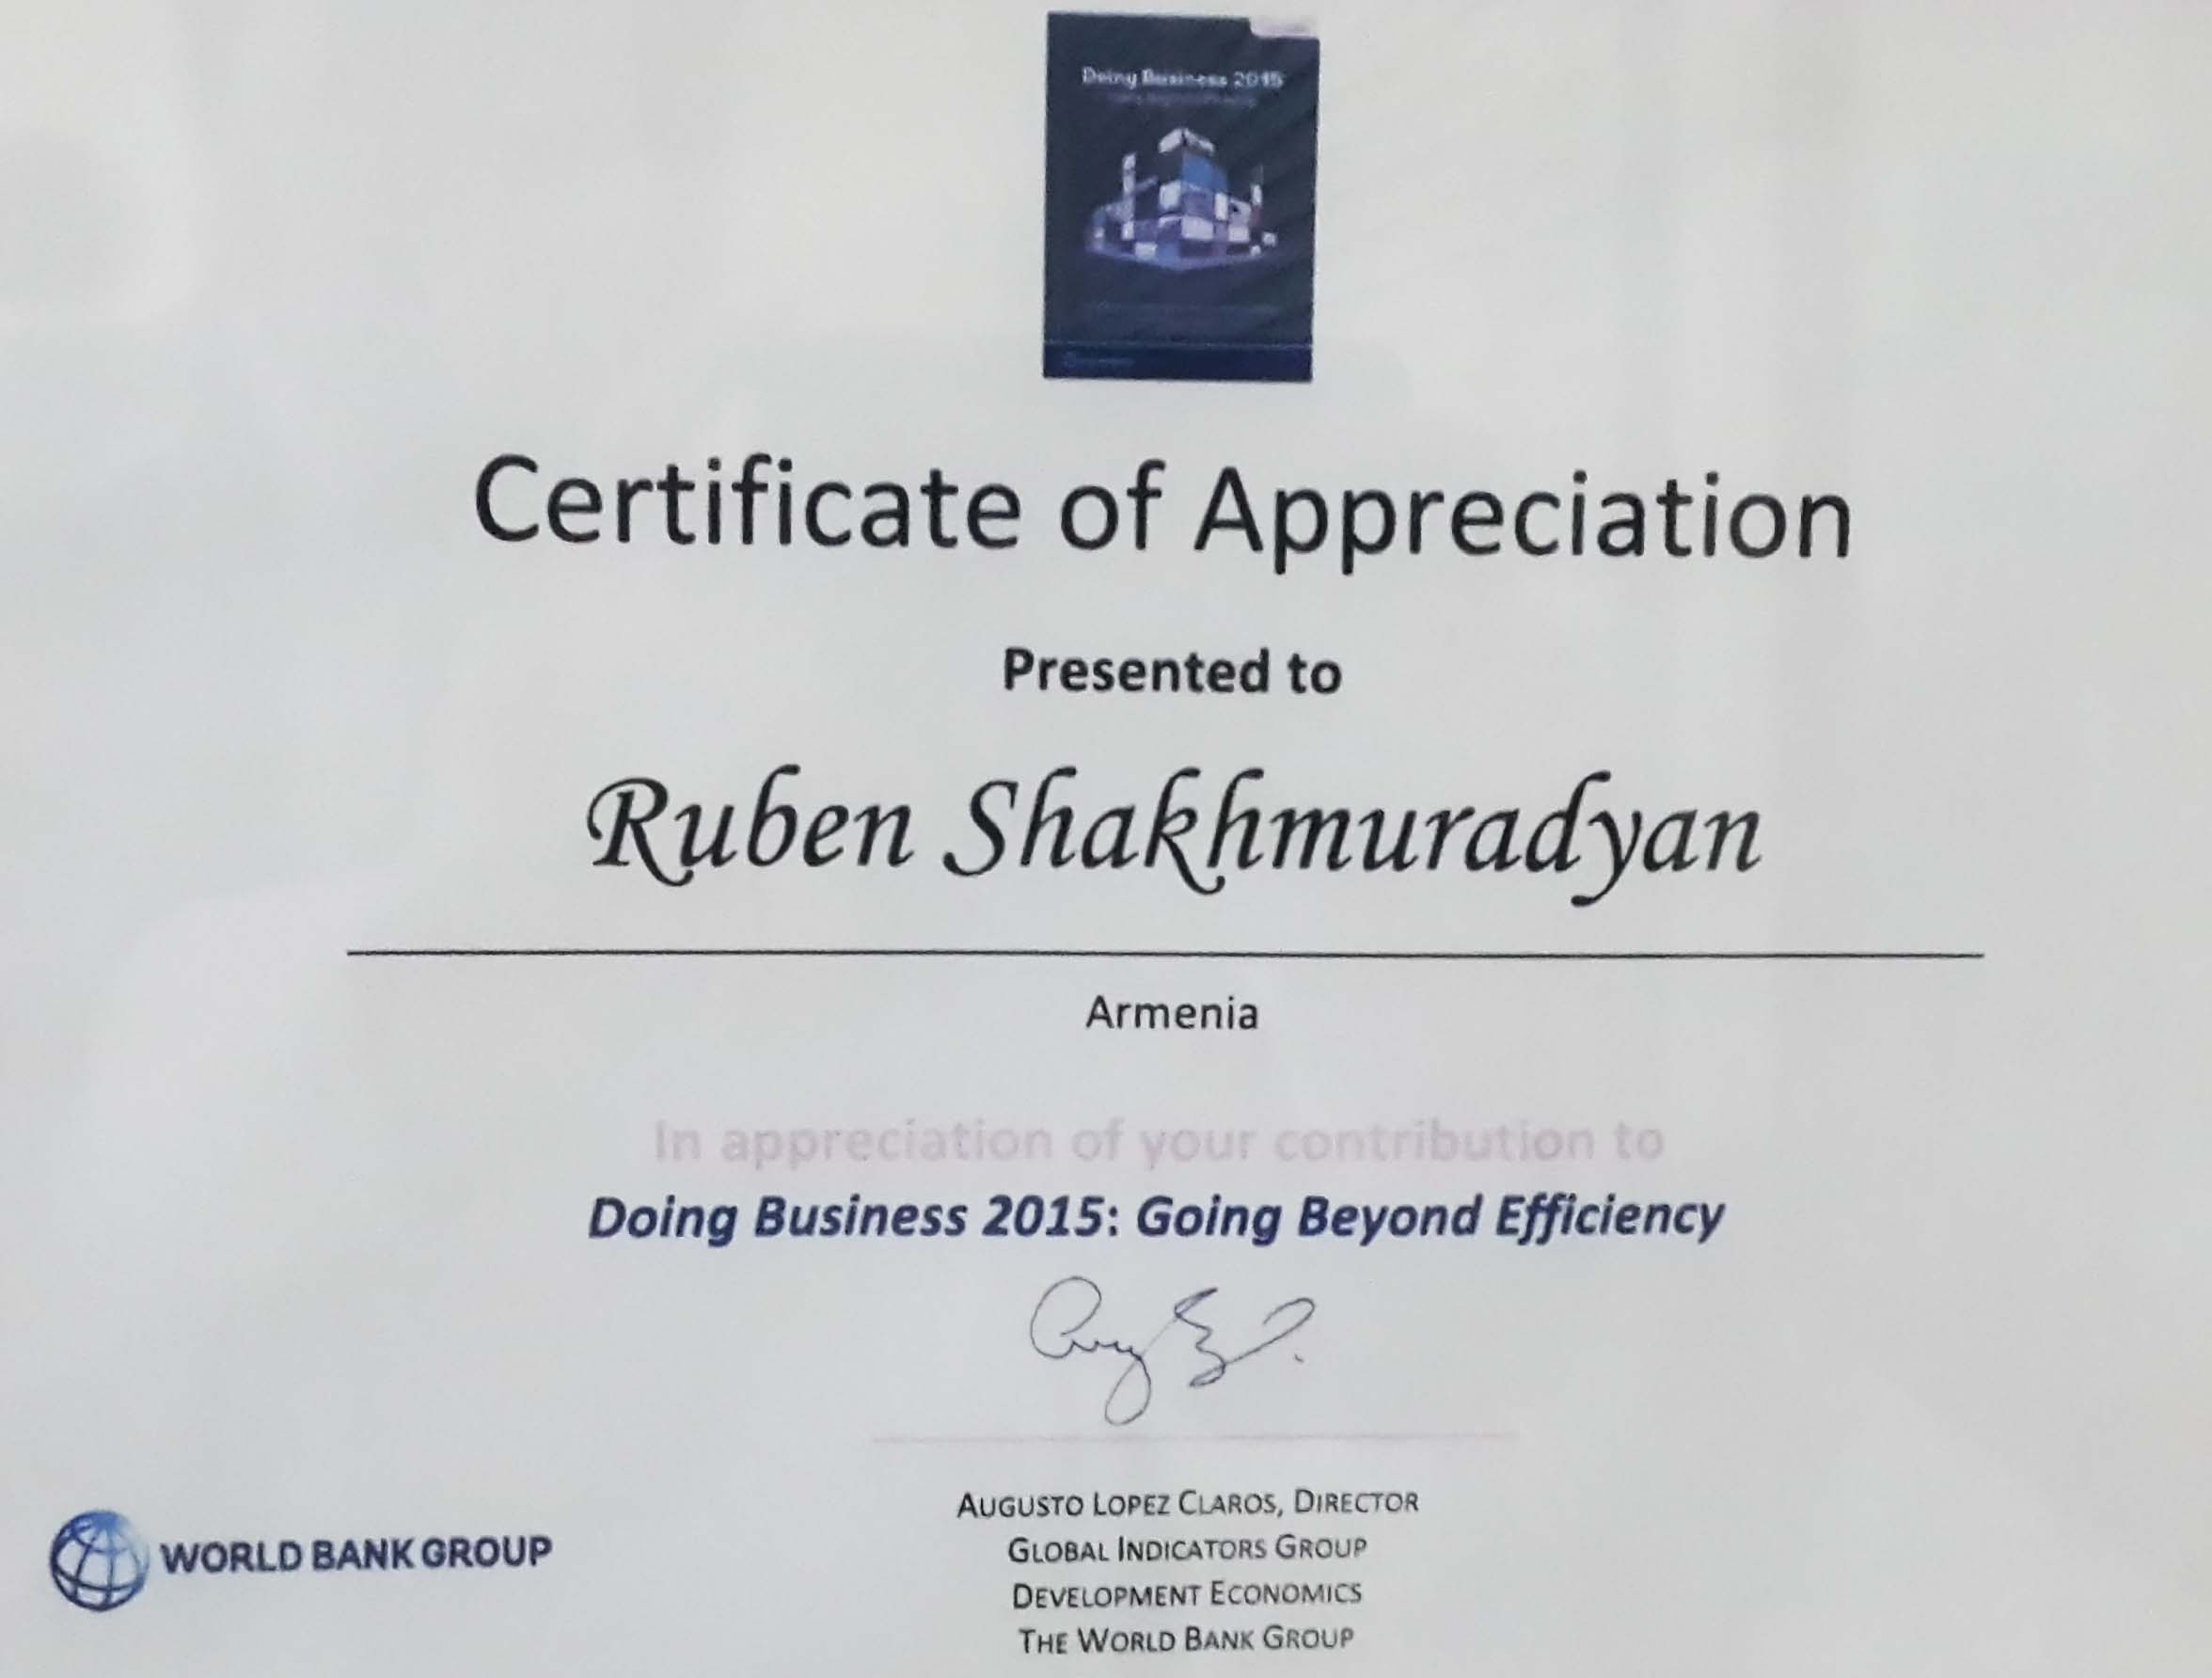 Doing Business 2015
Certificate of Appreciation
Presented to
Ruben Shakhmuradyan
Armenia
In appreciation of your contribution to
Doing Business 2015: Going Beyond Efficiency
AUGUSTO LOPEZ CLAROS, DIRECTOR
GLOBAL INDICATORS GROUP
DEVELOPMENT ECONOMICS
THE WORLD BANK GROUP
WORLD BANK GROUP